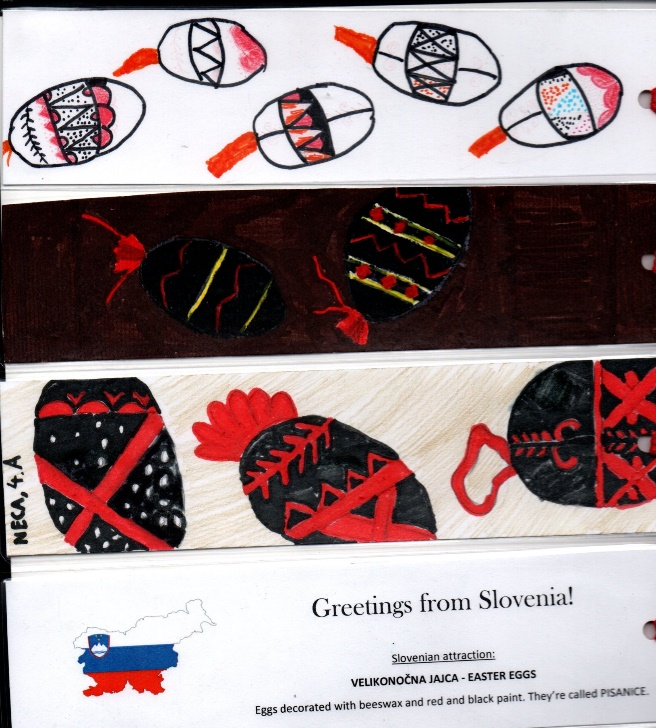 NECA, 4. A
Greetings from Slovenia!
Slovenian attraction:
VELIKONOČNA JAJCA - EASTER EGGS
Eggs decorated with beeswax and red and black paint. They're called PISANICE.